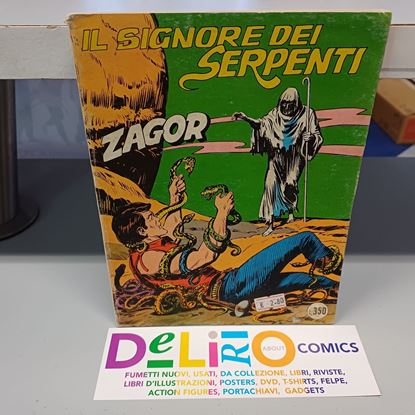 IL SIGNORE DEI
SERPENTI
ZAGOR
€ 2.80
L.350
DeLiRiO ABOUT COMICS
FUMETTI NUOVI, USATI, DA COLLEZIONE, LIBRI, RIVISTE,
LIBRI D'ILLUSTRAZIONI, POSTERS, DVD, T-SHIRTS, FELPE,
ACTION FIGURES, PORTACHIAVI, GADGETS